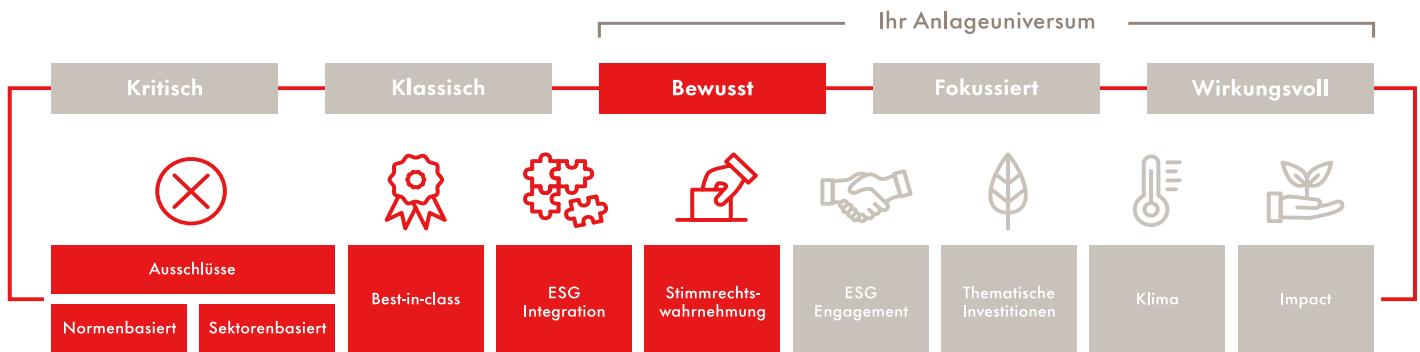 Ihr Anlageuniversum
Kritisch
Klassisch
Bewusst
Fokussiert
Wirkungsvoll
Ausschlüsse
Normenbasiert
Sektorenbasiert
Best-in-class
ESG
Integration
Stimmrechts-
wahrnehmung
ESG
Engagement
Thematische
Investitionen
Klima
Impact